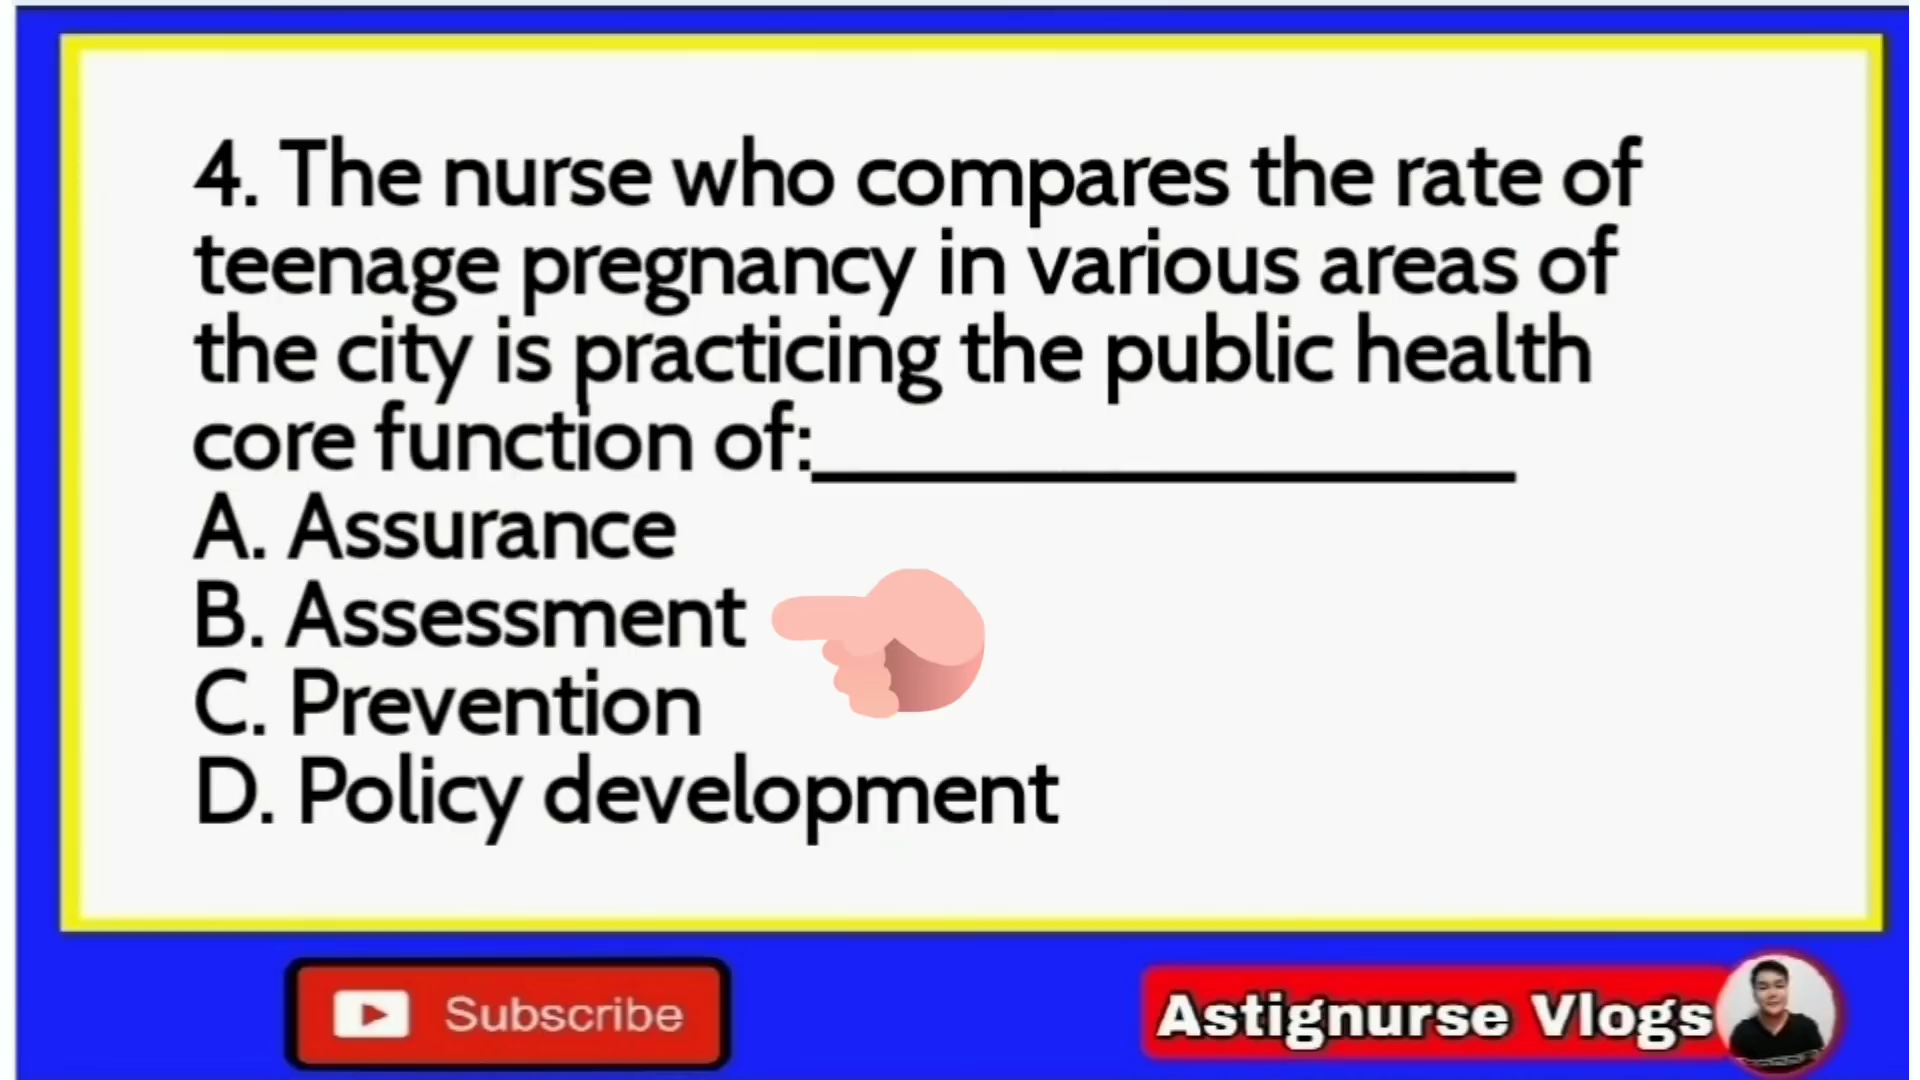 4. The nurse who compares the rate of
teenage pregnancy in various areas of
the city is practicing the public health
core function of:_______________
A. Assurance
B. Assessment
C. Prevention
D. Policy development
Subscribe
Astignurse Vlogs